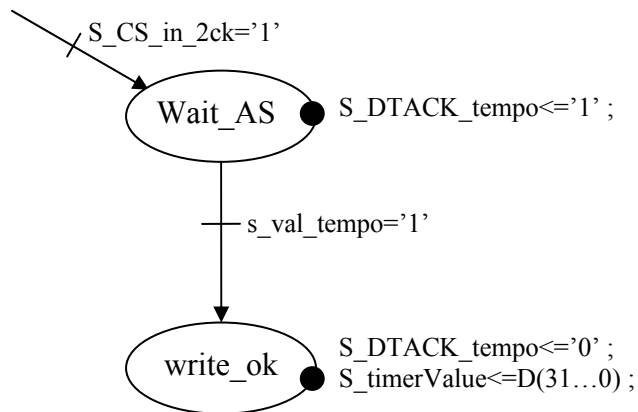 S_CS_in_2ck=’1’
Wait_AS
S_DTACK_tempo<=’1’ ;
s_val_tempo=’1’
write_ok
S_DTACK_tempo<=’0’ ;
S_timerValue<=D(31…0) ;